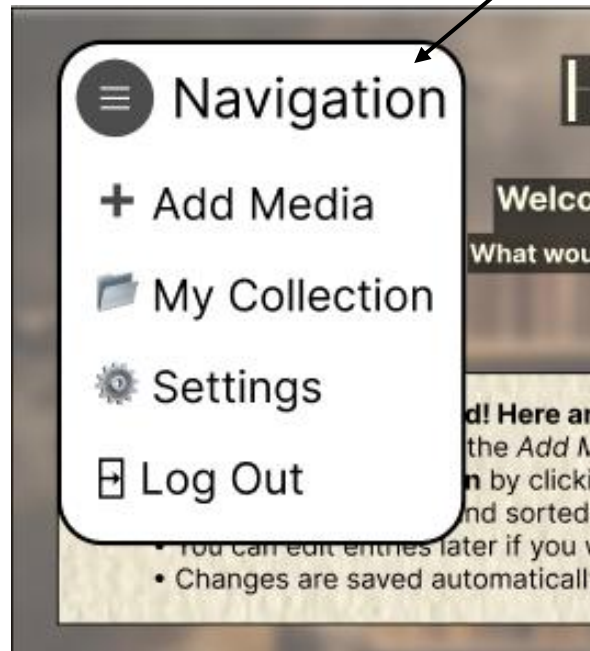 Navigation
Add Media
Welco
What wou
My Collection
Settings
d! Here ar
the Add M
n by clicki
Log Out
nd sorted
• You can edit entries later if you w
• Changes are saved automaticall